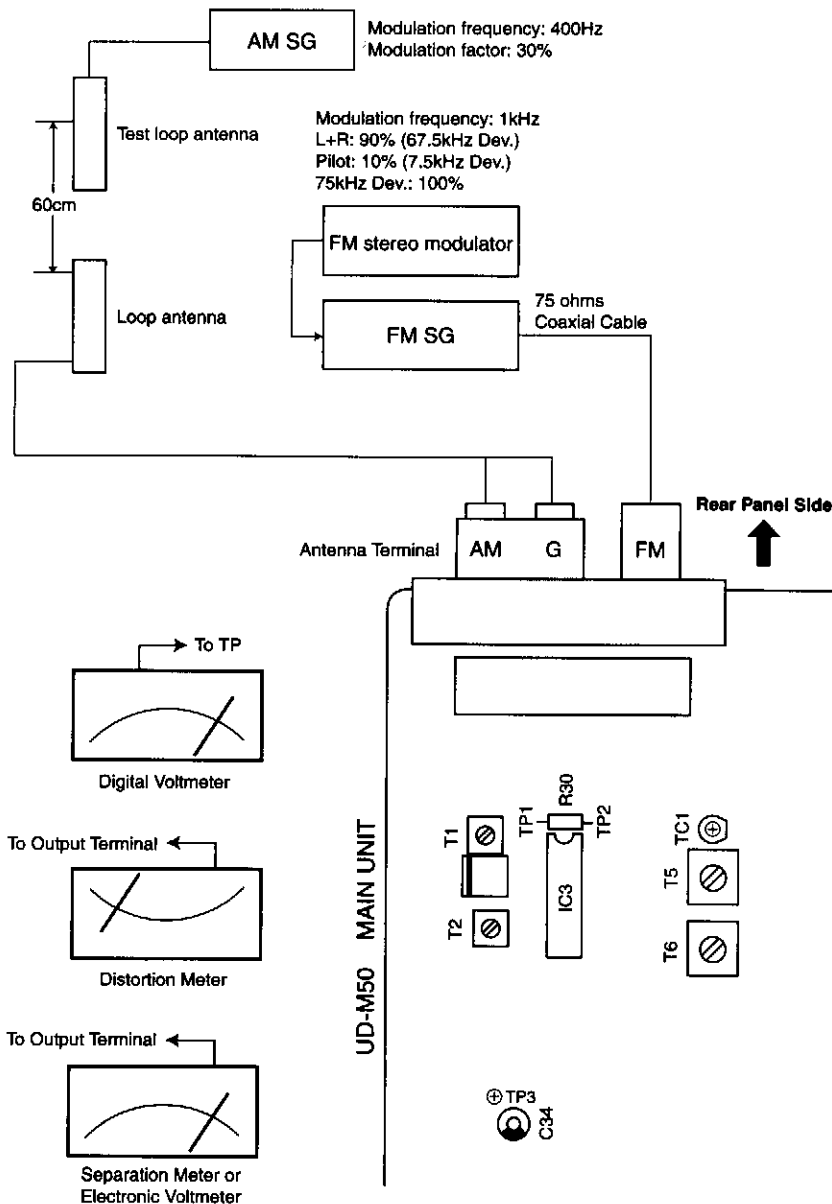 AM SG
Modulation frequency: 400Hz
Modulation factor: 30%
Test loop antenna
60cm
Loop antenna
Modulation frequency: 1kHz
L+R: 90% (67.5kHz Dev.)
Pilot: 10% (7.5kHz Dev.)
75kHz Dev.: 100%
FM stereo modulator
FM SG
75 ohms
Coaxial Cable
Rear Panel Side
Antenna Terminal
AM
G
FM
To TP
Digital Voltmeter
To Output Terminal
Distortion Meter
To Output Terminal
Separation Meter or
Electronic Voltmeter
UD-M50 MAIN UNIT
T1
T2
TP1
R30
TP2
IC3
TC1
T5
T6
TP3
C34